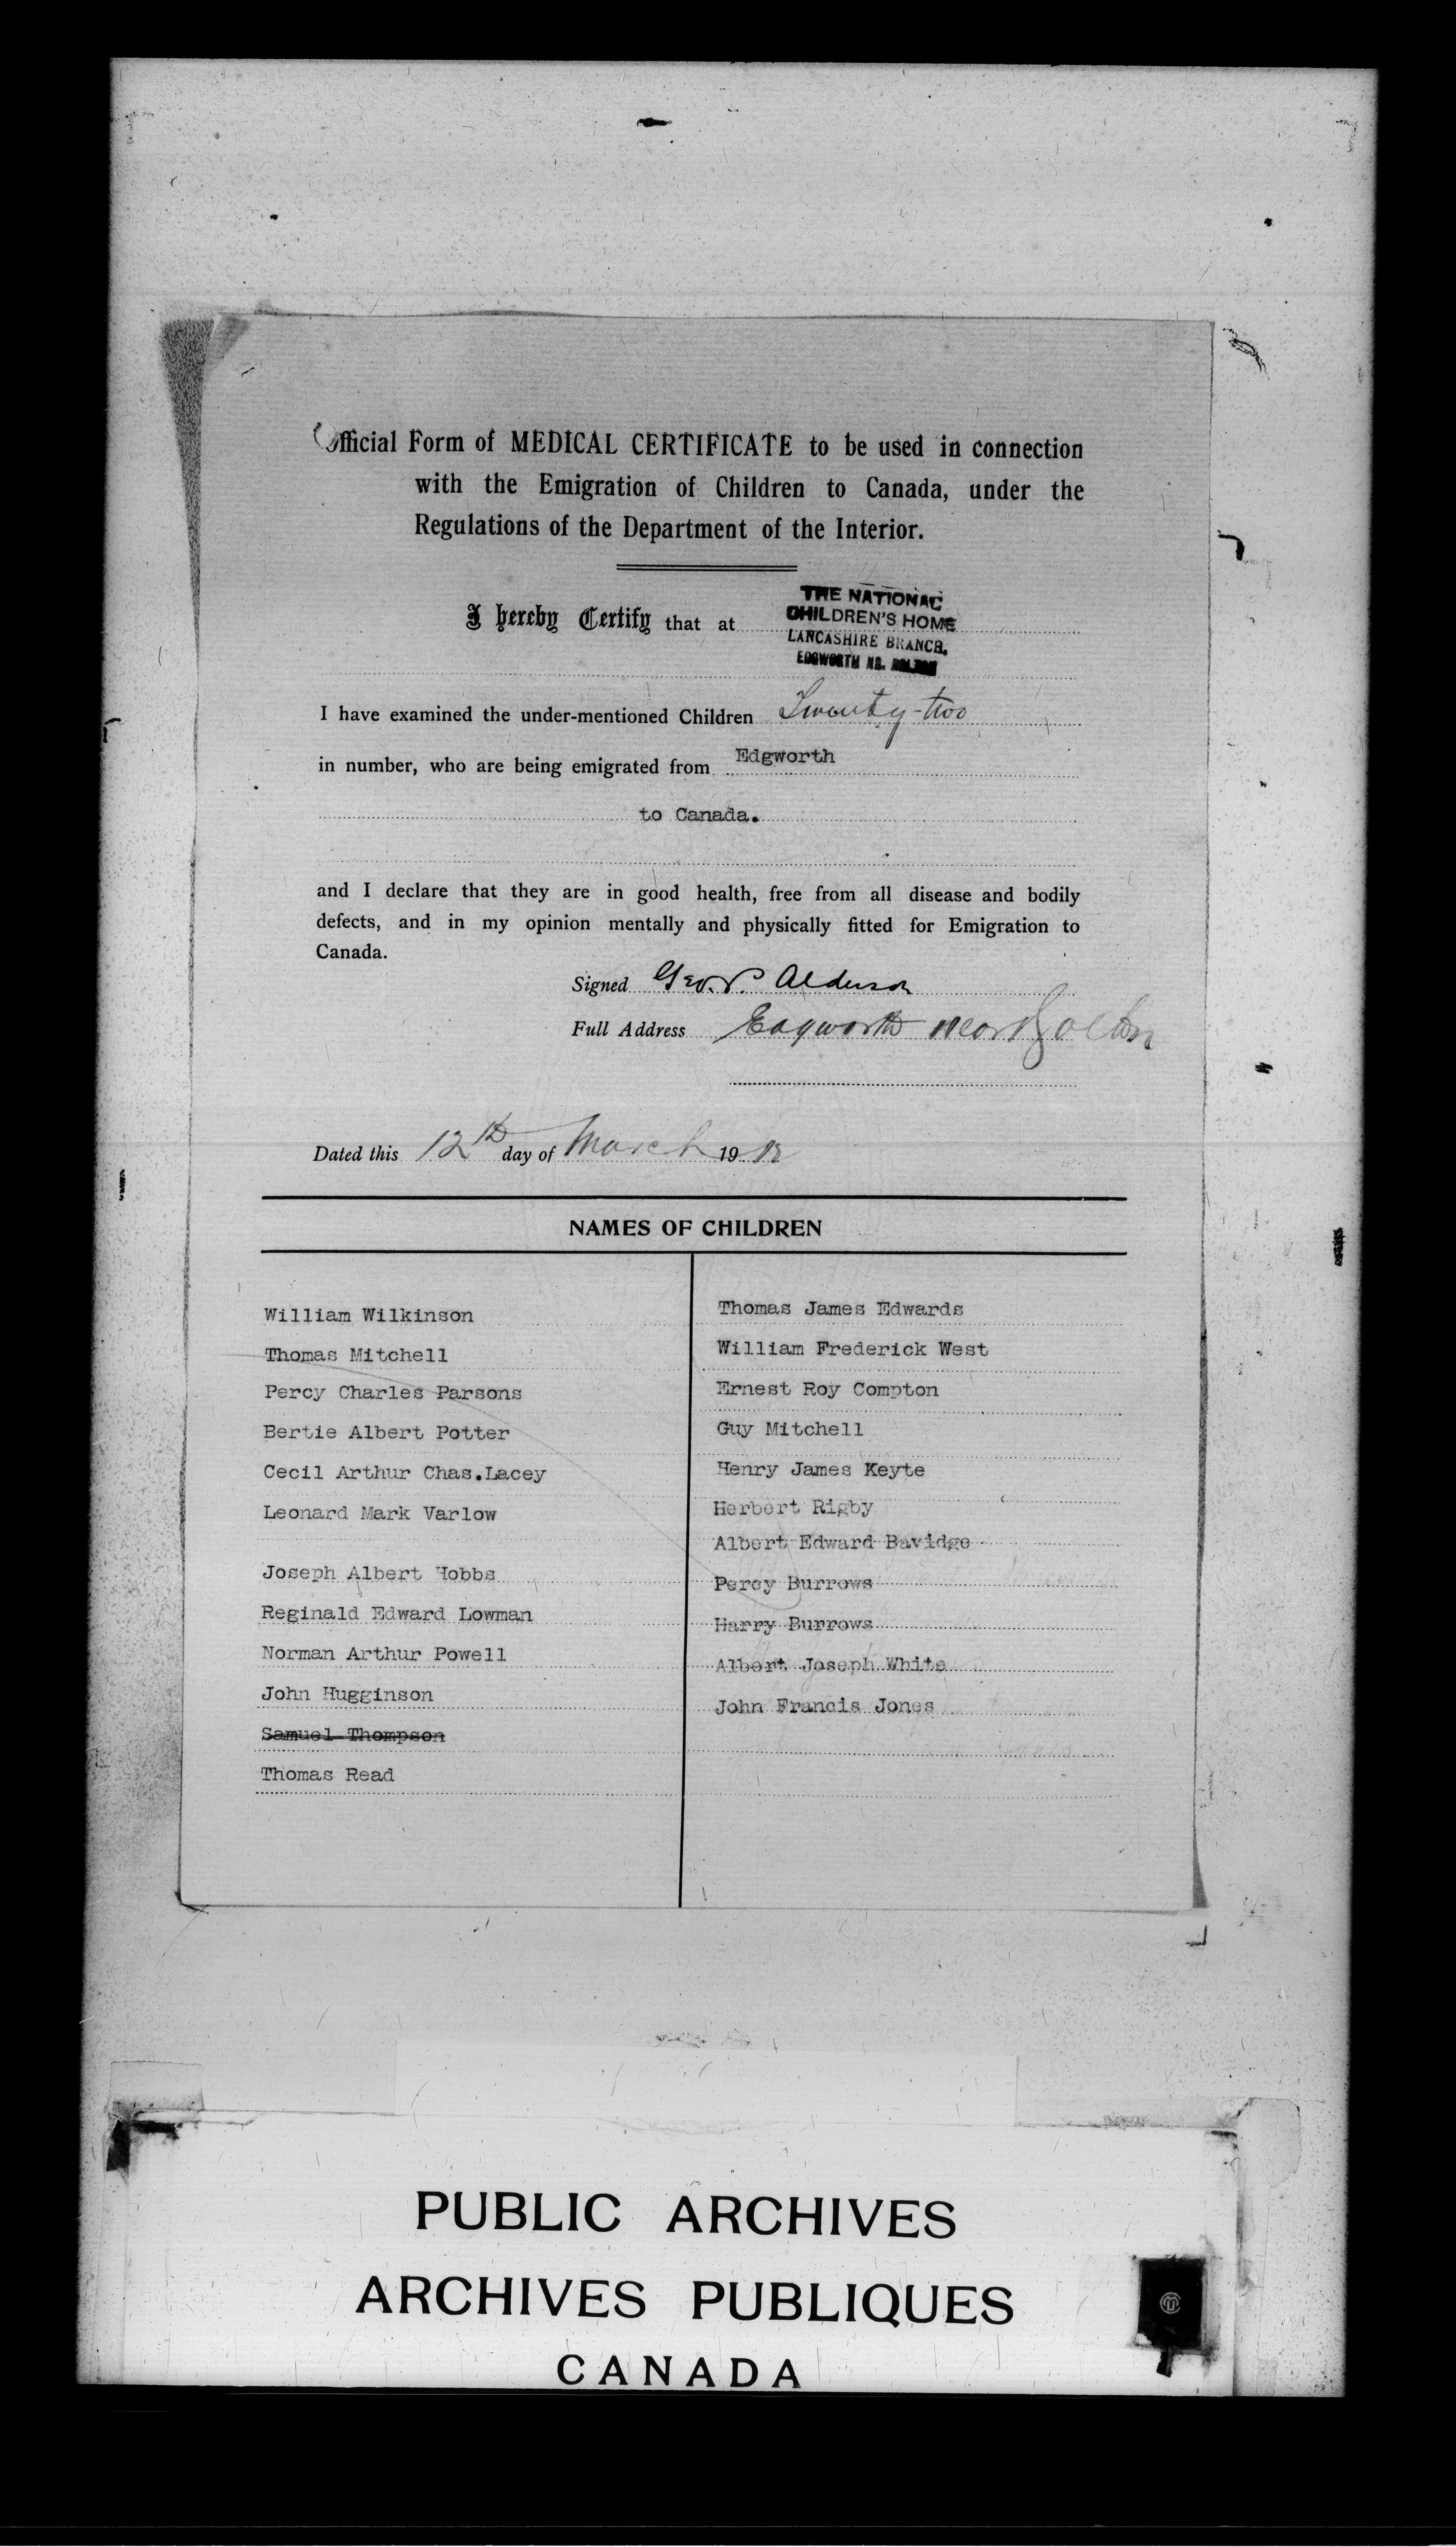 Official Form of MEDICAL CERTIFICATE to be used in connection
with the Emigration of Children to Canada, under the
Regulations of the Department of the Interior.
I hereby Certify that at
THE NATIONAL
CHILDREN'S HOME
LANCASHIRE BRANCH,
EDGWORTH NR. BOLTON
I have examined the under-mentioned Children Twenty-two
in number, who are being emigrated from Edgworth
to Canada.
and I declare that they are in good health, free from all disease and bodily
defects, and in my opinion mentally and physically fitted for Emigration to
Canada.
Signed Geo. P. Alderson
Full Address Edgworth near Bolton
Dated this 12th day of March 1912
NAMES OF CHILDREN
William Wilkinson
Thomas Mitchell
Percy Charles Parsons
Bertie Albert Potter
Cecil Arthur Chas.Lacey
Leonard Mark Varlow
Joseph Albert Hobbs
Reginald Edward Lowman
Norman Arthur Powell
John Hugginson
Samuel Thompson
Thomas Read
Thomas James Edwards
William Frederick West
Ernest Roy Compton
Guy Mitchell
Henry James Keyte
Herbert Rigby
Albert Edward Bavidge
Percy Burrows
Harry Burrows
Albert Joseph White
John Francis Jones
PUBLIC ARCHIVES
ARCHIVES PUBLIQUES
CANADA